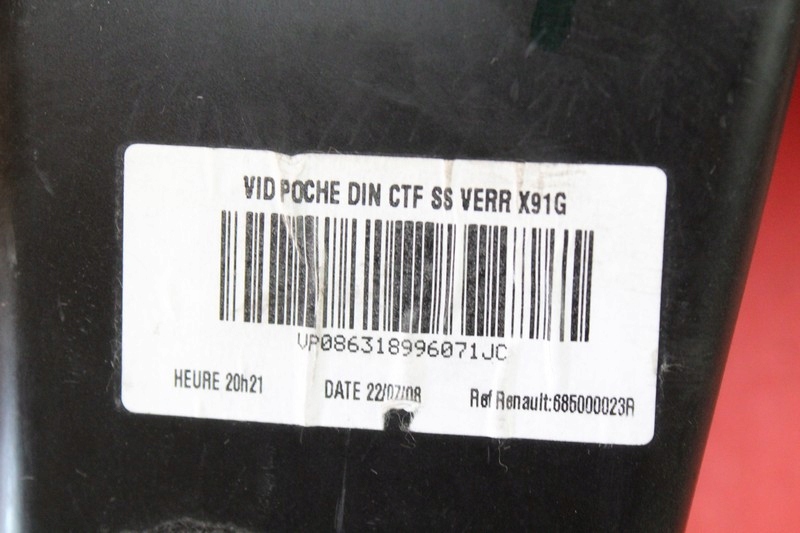 VID POCHE DIN CTF SS VERR X91G
VP086318996071JC
HEURE 20h21 DATE 22/07/08 Ref Renault:685000023R